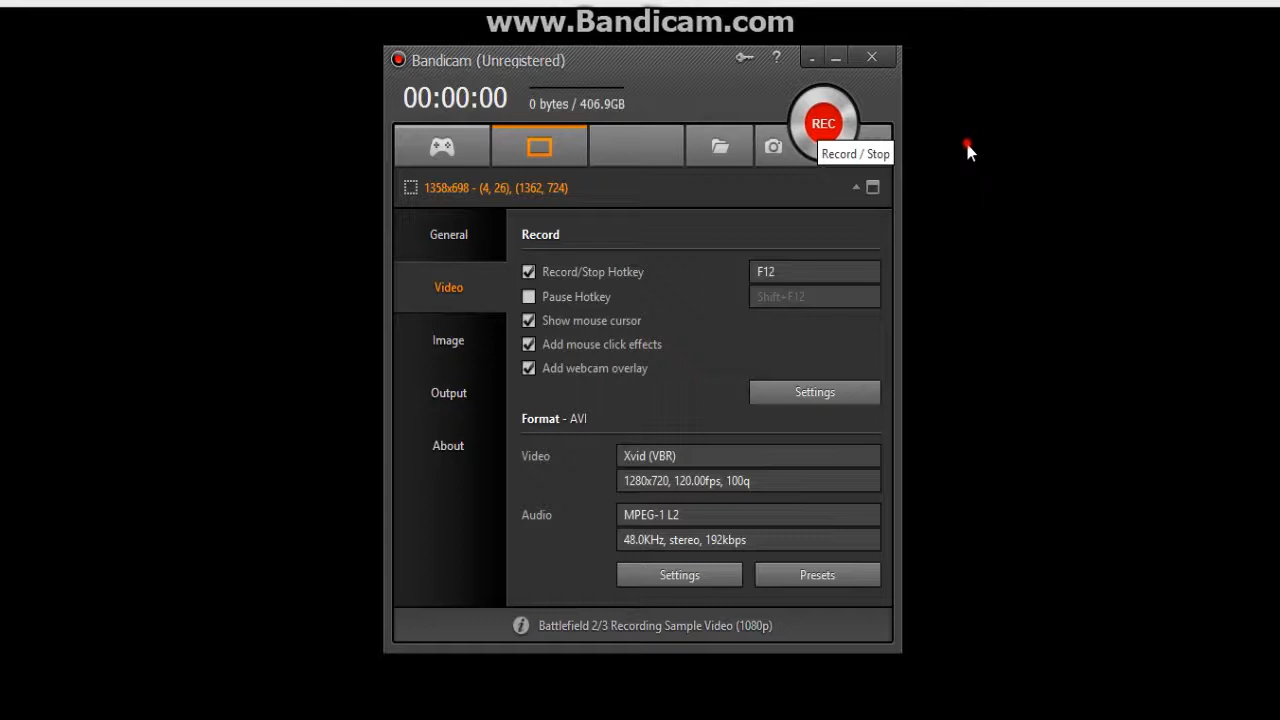 www.Bandicam.com
Bandicam (Unregistered)
?
00:00:00
0 bytes / 406.9GB
REC
Record / Stop
1358x698 - (4, 26), (1362, 724)
General
Video
Image
Output
About
Record
Record/Stop Hotkey
F12
Pause Hotkey
Shift+F12
Show mouse cursor
Add mouse click effects
Add webcam overlay
Settings
Format - AVI
Video
Xvid (VBR)
1280x720, 120.00fps, 100q
Audio
MPEG-1 L2
48.0KHz, stereo, 192kbps
Settings
Presets
Battlefield 2/3 Recording Sample Video (1080p)